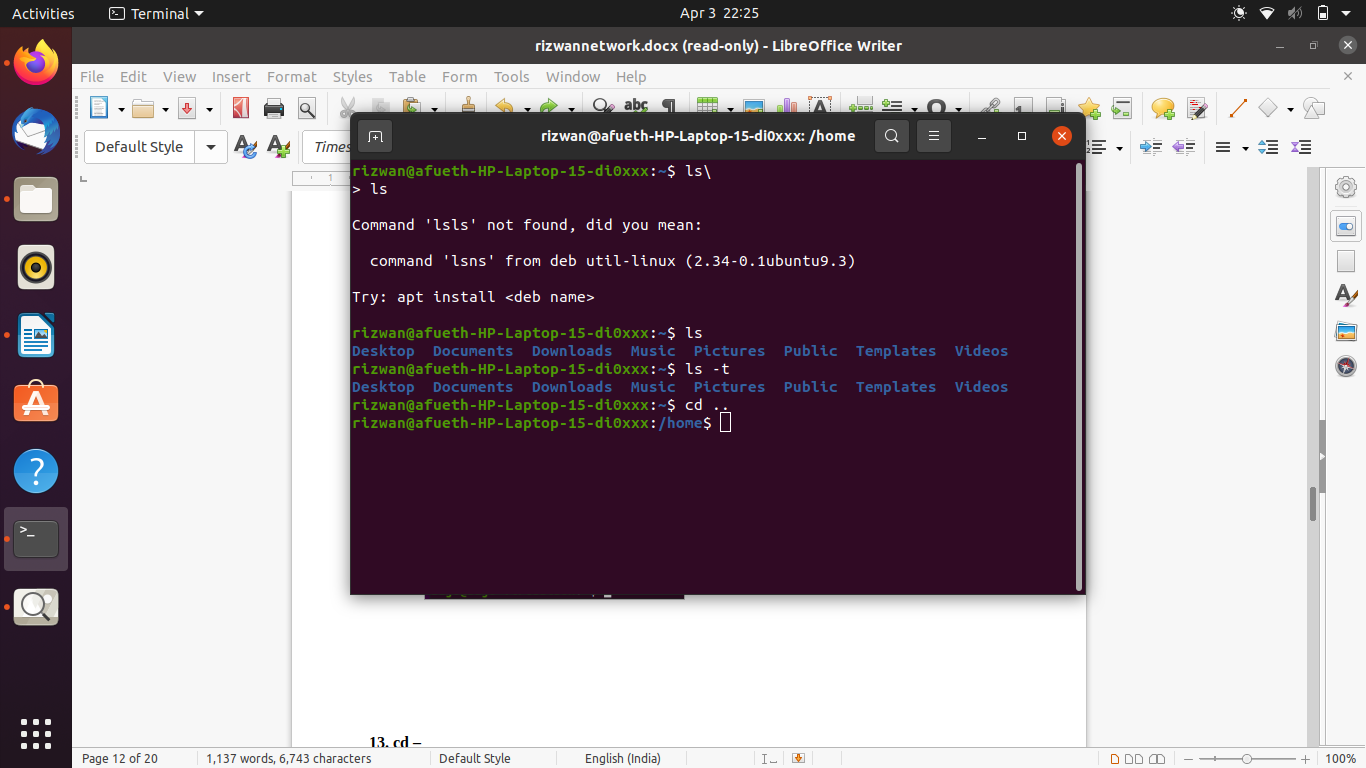 Activities Terminal Apr 3 22:25
rizwannetwork.docx (read-only) - LibreOffice Writer
File Edit View Insert Format Styles Table Form Tools Window Help
Default Style Times
rizwan@afueth-HP-Laptop-15-di0xxx: /home
rizwan@afueth-HP-Laptop-15-di0xxx:~$ ls\
> ls
Command 'lsls' not found, did you mean:
command 'lsns' from deb util-linux (2.34-0.1ubuntu9.3)
Try: apt install <deb name>
rizwan@afueth-HP-Laptop-15-di0xxx:~$ ls
Desktop Documents Downloads Music Pictures Public Templates Videos
rizwan@afueth-HP-Laptop-15-di0xxx:~$ ls -t
Desktop Documents Downloads Music Pictures Public Templates Videos
rizwan@afueth-HP-Laptop-15-di0xxx:~$ cd ..
rizwan@afueth-HP-Laptop-15-di0xxx:/home$
13. cd –
Page 12 of 20 1,137 words, 6,743 characters Default Style English (India) 100%